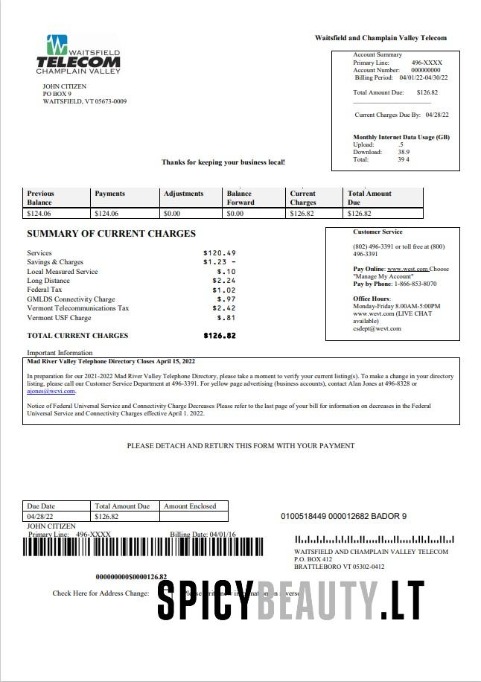 Waitsfield and Champlain Valley Telecom
WAITSFIELD
TELECOM
CHAMPLAIN VALLEY
JOHN CITIZEN
PO BOX 9
WAITSFIELD, VT 05673-0009
Account Summary
Primary Line: 496-XXXX
Account Number: 000000000
Billing Period: 04/01/22-04/30/22
Total Amount Due: $126.82
Current Charges Due By: 04/28/22
Monthly Internet Data Usage (GB)
Upload: .5
Download: 38.9
Total: 39 4
Thanks for keeping your business local!
Previous Balance Payments Adjustments Balance Forward Current Charges Total Amount Due
$124.06 $124.06 $0.00 $0.00 $126.82 $126.82
SUMMARY OF CURRENT CHARGES
Services $120.49
Savings & Charges $1.23 -
Local Measured Service $.10
Long Distance $2.24
Federal Tax $1.02
GMLDS Connectivity Charge $.97
Vermont Telecommunications Tax $2.42
Vermont USF Charge $.81
TOTAL CURRENT CHARGES $126.82
Customer Service
(802) 496-3391 or toll free at (800)
496-3391
Pay Online: www.west.com Choose
"Manage My Account"
Pay by Phone: 1-866-853-8070
Office Hours:
Monday-Friday 8.00AM-5:00PM
www.wcvt.com (LIVE CHAT
available)
csdept@wcvt.com
Important Information
Mad River Valley Telephone Directory Closes April 15, 2022
In preparation for our 2021-2022 Mad River Valley Telephone Directory, please take a moment to verify your current listing(s). To make a change in your directory
listing, please call our Customer Service Department at 496-3391. For yellow page advertising (business accounts), contact Alan Jones at 496-8328 or
ajones@wcvt.com
Notice of Federal Universal Service and Connectivity Charge Decreases Please refer to the last page of your bill for information on decreases in the Federal
Universal Service and Connectivity Charges effective April 1. 2022.
PLEASE DETACH AND RETURN THIS FORM WITH YOUR PAYMENT
Due Date Total Amount Due Amount Enclosed
04/28/22 $126.82
JOHN CITIZEN
Primary Line: 496-XXXX Billing Date: 04/01/16
0100518449 000012682 BADOR 9
WAITSFIELD AND CHAMPLAIN VALLEY TELECOM
P.O. BOX 412
BRATTLEBORO VT 05302-0412
000000000$0000126.82
Check Here for Address Change:
SPICYBEAUTY.LT